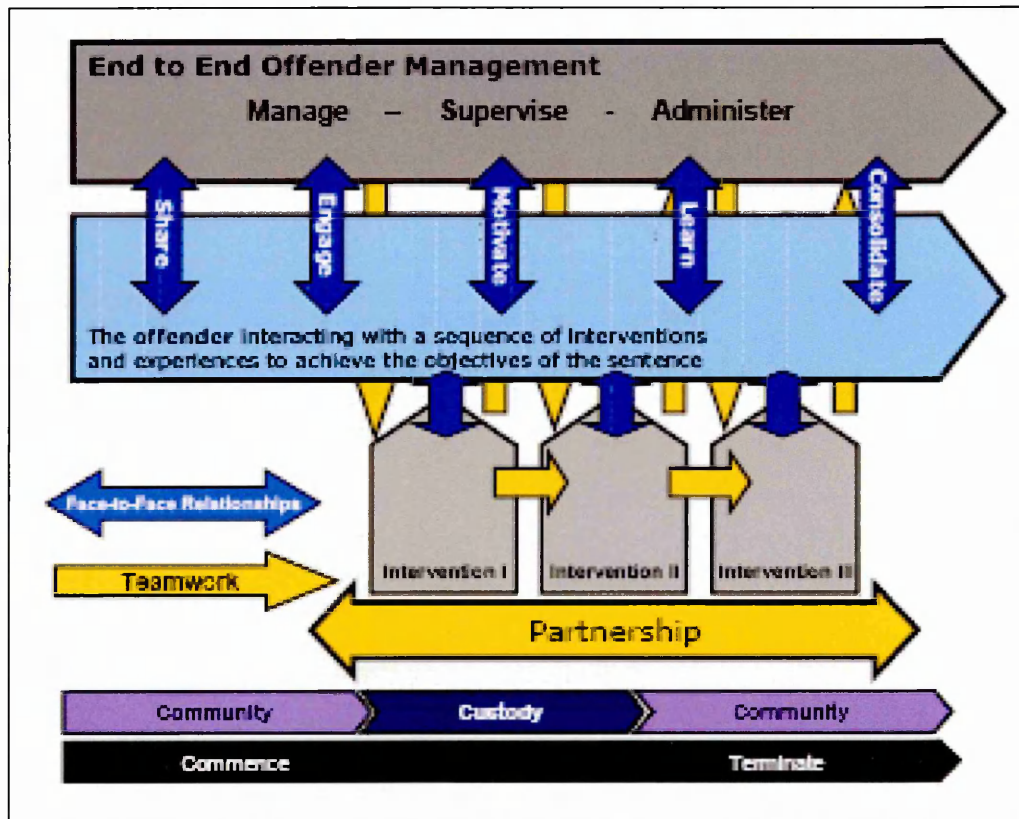 End to End Offender Management
Manage – Supervise - Administer
Share
Engage
Motivate
Learn
Consolidate
The offender interacting with a sequence of interventions
and experiences to achieve the objectives of the sentence
Face-to-Face Relationships
Teamwork
Intervention I
Intervention II
Intervention III
Partnership
Community
Custody
Community
Commence
Terminate